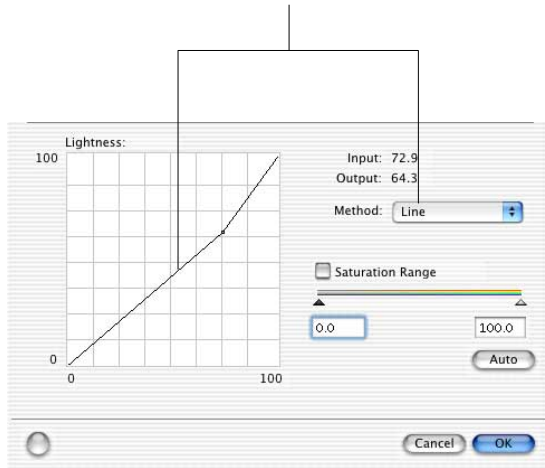 Lightness:
100
0
0
100
Input: 72.9
Output: 64.3
Method: Line
Saturation Range
0.0
100.0
Auto
Cancel
OK